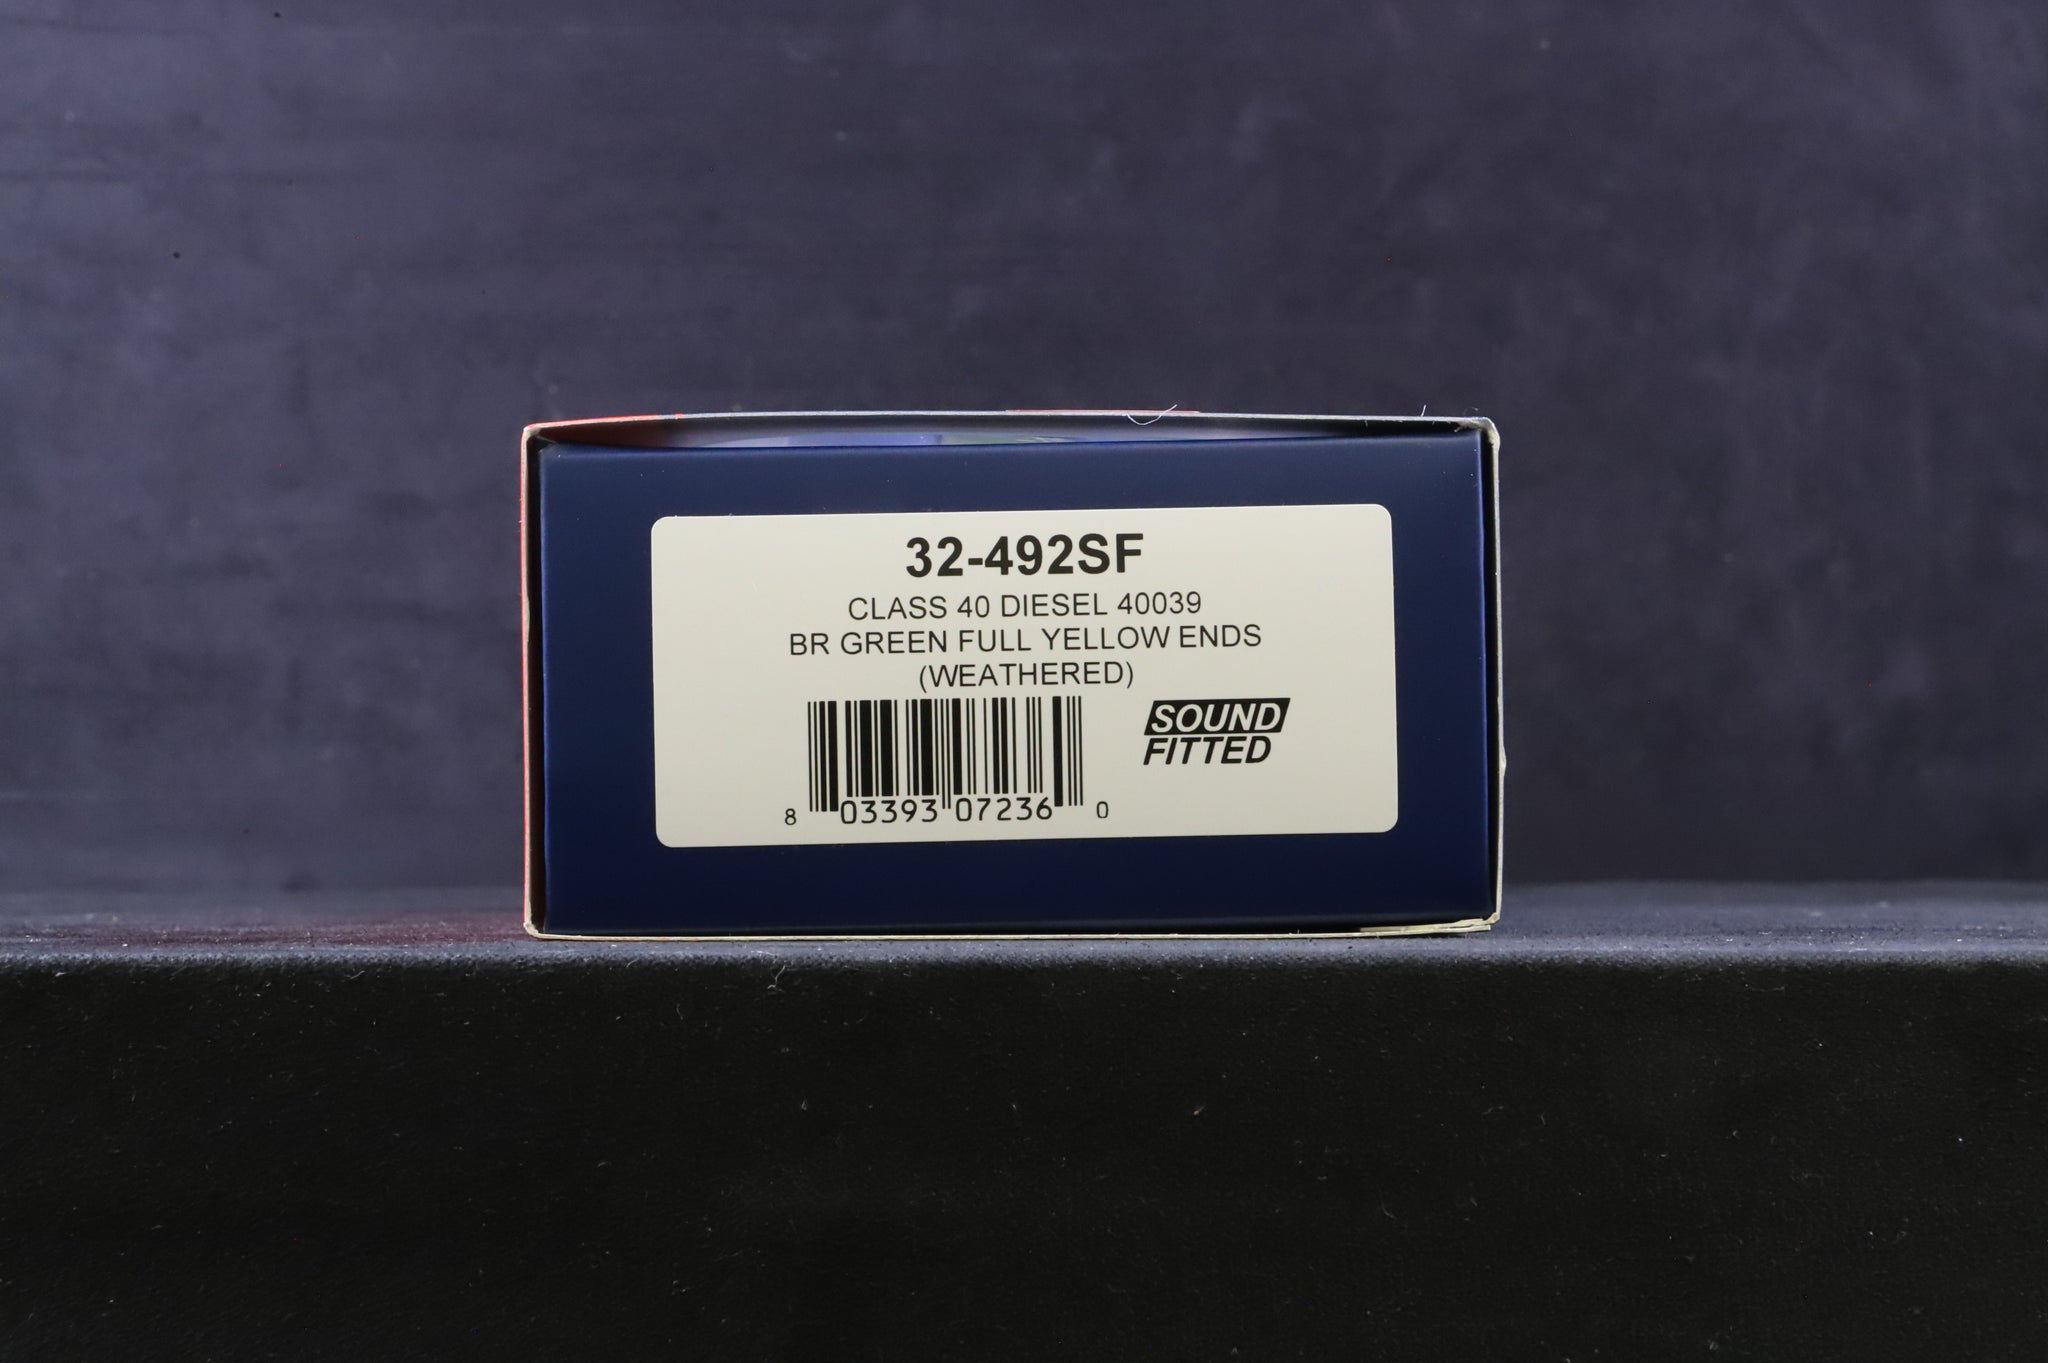 32-492SF
CLASS 40 DIESEL 40039
BR GREEN FULL YELLOW ENDS
(WEATHERED)
SOUND
FITTED
8 03393 07236 0